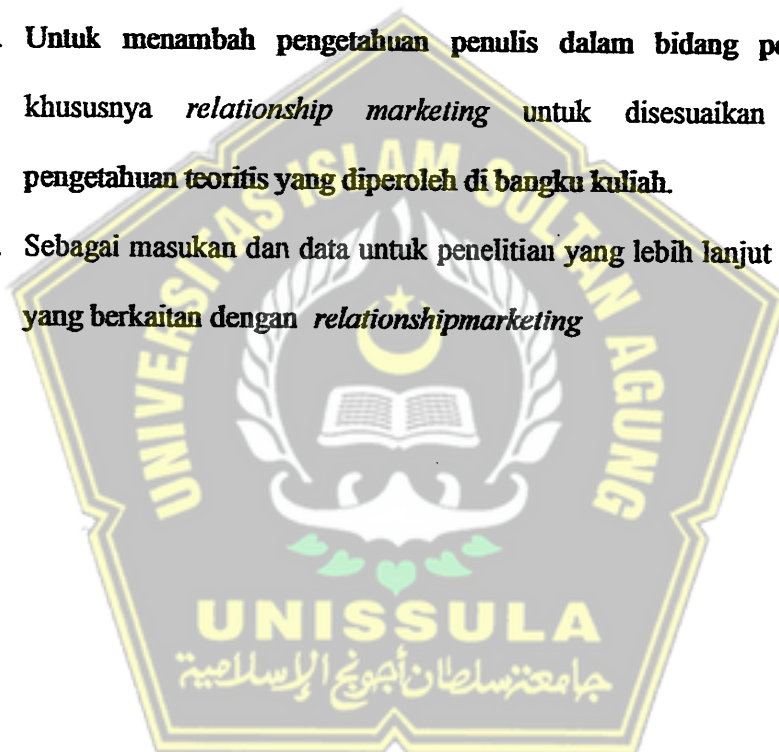 . Untuk menambah pengetahuan penulis dalam bidang
khususnya relationship marketing untuk disesuaikan
pengetahuan teoritis yang diperoleh di bangku kuliah.
. Sebagai masukan dan data untuk penelitian yang lebih lanjut
yang berkaitan dengan relationshipmarketing
UNIVERSITAS ISLAM SULTAN AGUNG
UNISSULA
جامعة سلطان أجونج الإسلامية